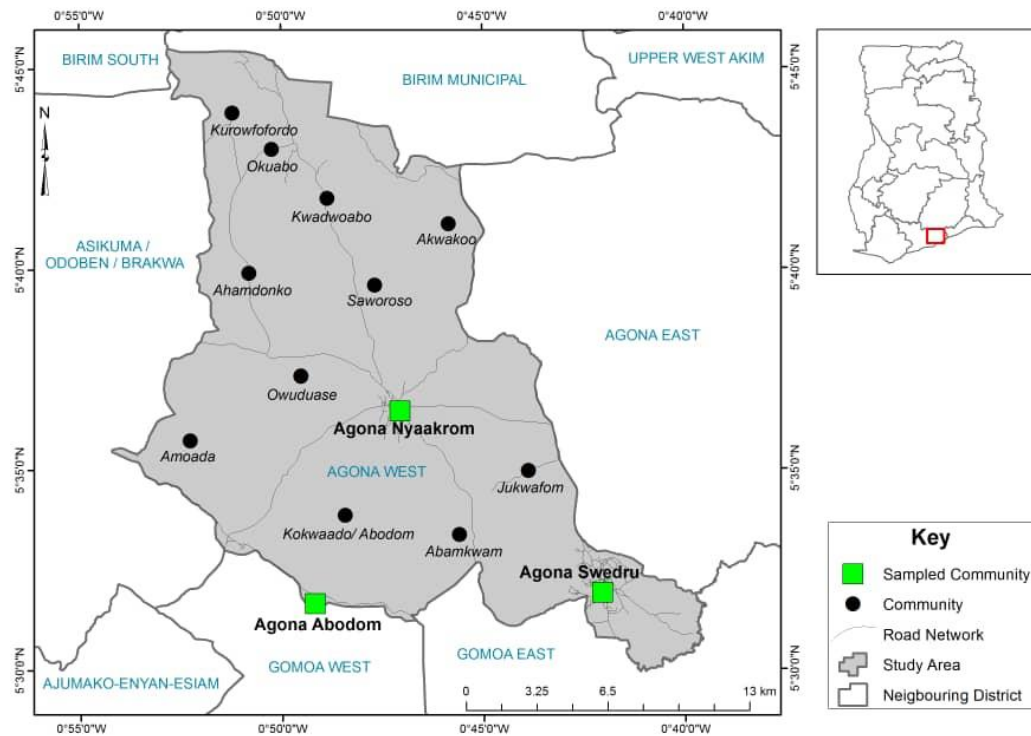 0°55'0"W
0°50'0"W
0°45'0"W
0°40'0"W
5°45'0"N
5°45'0"N
BIRIM SOUTH
BIRIM MUNICIPAL
UPPER WEST AKIM
N
Kurowfofordo
Okuabo
Kwadwoabo
Akwakoo
ASIKUMA /
ODOBEN / BRAKWA
5°40'0"N
5°40'0"N
Ahamdonko
Saworoso
AGONA EAST
Owuduase
Agona Nyaakrom
Amoada
AGONA WEST
5°35'0"N
5°35'0"N
Jukwafom
Kokwaado/ Abodom
Abamkwam
Agona Swedru
Agona Abodom
GOMOA WEST
GOMOA EAST
AJUMAKO-ENYAN-ESIAM
5°30'0"N
5°30'0"N
0 3.25 6.5 13 km
0°55'0"W
0°50'0"W
0°45'0"W
0°40'0"W
Key
Sampled Community
Community
Road Network
Study Area
Neigbouring District